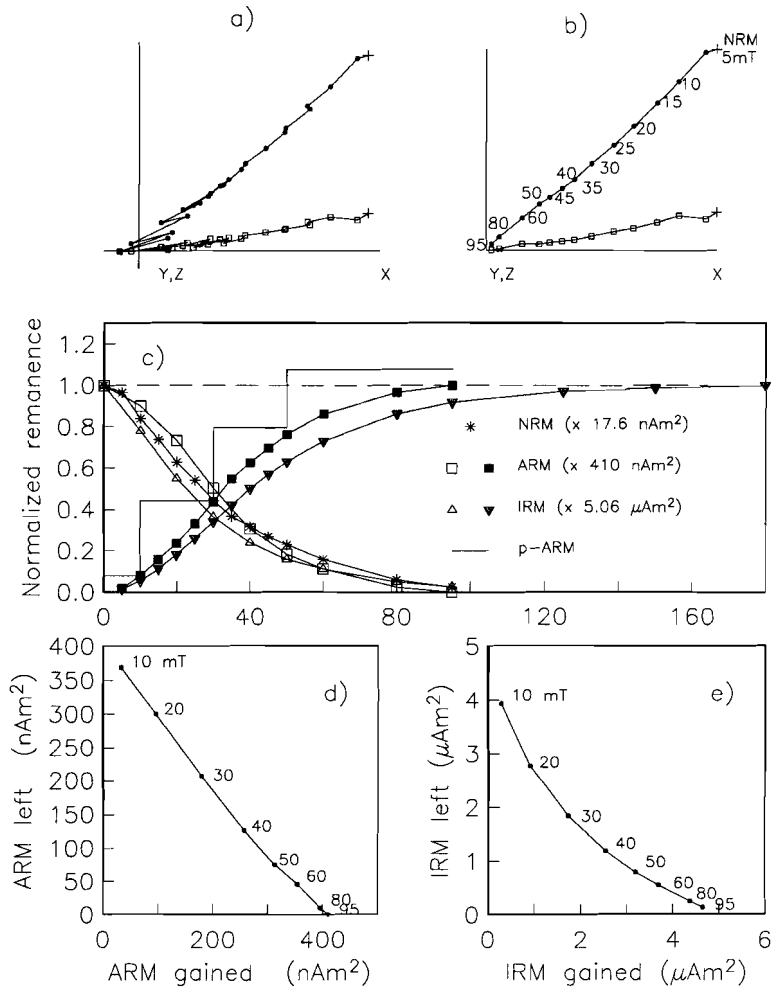 a)
b)
NRM
5mT
10
15
20
25
30
35
40
45
50
60
80
95
Y,Z X
Y,Z X
c)
Normalized remanence
1.2
1.0
0.8
0.6
0.4
0.2
0.0
NRM (x 17.6 nAm²)
ARM (x 410 nAm²)
IRM (x 5.06 μAm²)
p-ARM
0 40 80 120 160
d)
ARM left (nAm²)
400
350
300
250
200
150
100
50
0
10 mT
20
30
40
50
60
80
95
0 200 400
ARM gained (nAm²)
e)
IRM left (μAm²)
5
4
3
2
1
0
10 mT
20
30
40
50
60
80
95
0 2 4 6
IRM gained (μAm²)